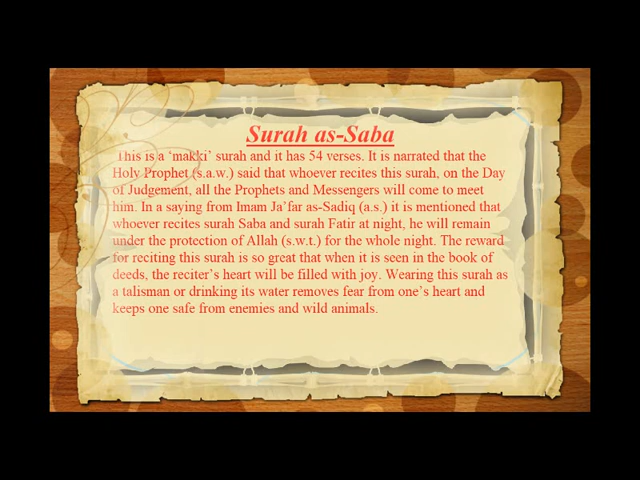 Surah as-Saba
This is a ‘makki’ surah and it has 54 verses. It is narrated that the
Holy Prophet (s.a.w.) said that whoever recites this surah, on the Day
of Judgement, all the Prophets and Messengers will come to meet
him. In a saying from Imam Ja’far as-Sadiq (a.s.) it is mentioned that
whoever recites surah Saba and surah Fatir at night, he will remain
under the protection of Allah (s.w.t.) for the whole night. The reward
for reciting this surah is so great that when it is seen in the book of
deeds, the reciter’s heart will be filled with joy. Wearing this surah as
a talisman or drinking its water removes fear from one’s heart and
keeps one safe from enemies and wild animals.